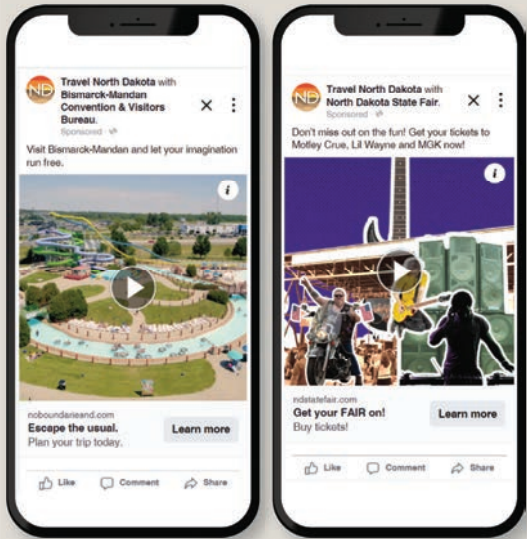 ND
Travel North Dakota with
Bismarck-Mandan
Convention & Visitors
Bureau.
Sponsored
Visit Bismarck-Mandan and let your imagination
run free.
i
noboundariesnd.com
Escape the usual.
Plan your trip today.
Learn more
Like
Comment
Share
ND
Travel North Dakota with
North Dakota State Fair.
Sponsored
Don't miss out on the fun! Get your tickets to
Motley Crue, Lil Wayne and MGK now!
i
ndstatefair.com
Get your FAIR on!
Buy tickets!
Learn more
Like
Comment
Share